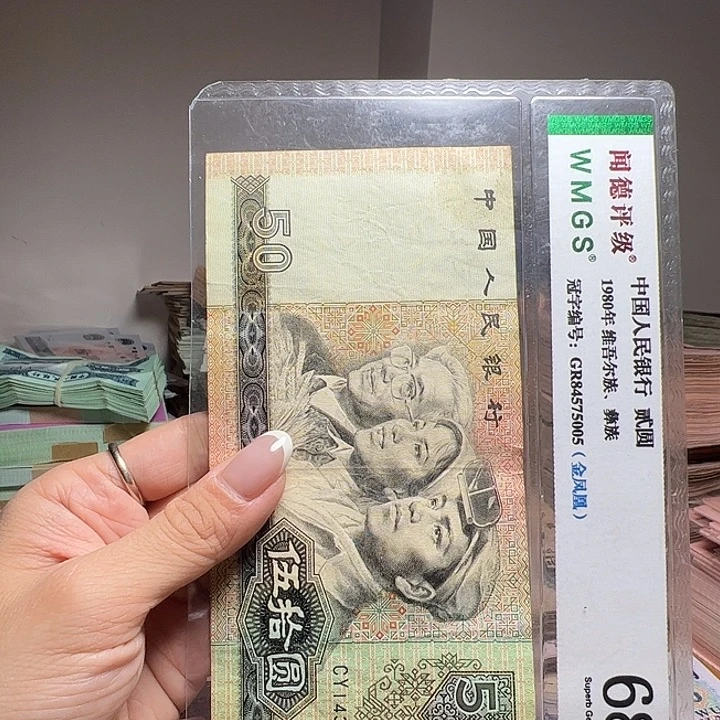 闻德评级®
WMGS®
中国人民银行 贰圆
1980年 维吾尔族、彝族
冠字编号：GR84575005（金凤凰）
Superb
中国人民银行
50
伍拾圆